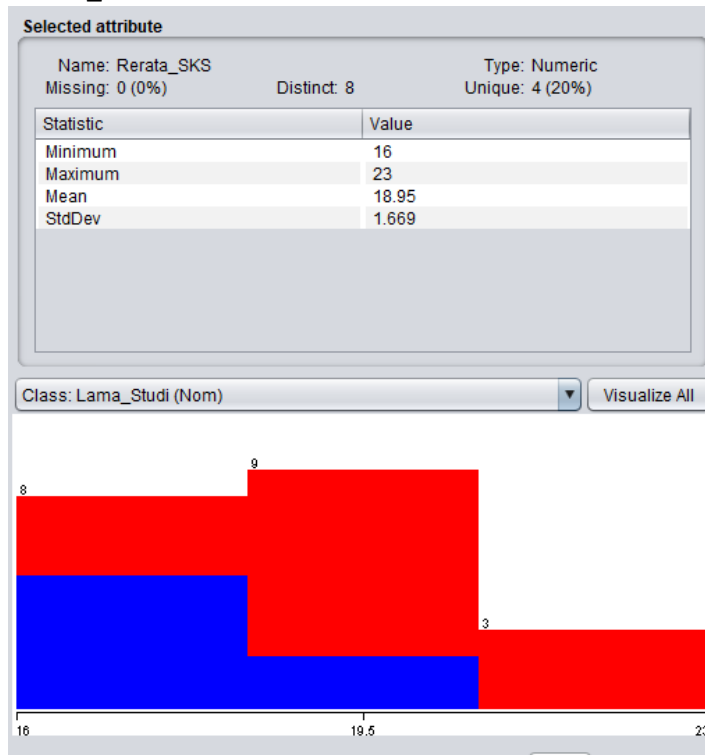 Selected attribute
Name: Rerata_SKS Type: Numeric
Missing: 0 (0%) Distinct: 8 Unique: 4 (20%)
Statistic Value
Minimum 16
Maximum 23
Mean 18.95
StdDev 1.669
Class: Lama_Studi (Nom) Visualize All
9
8
3
16 19.5